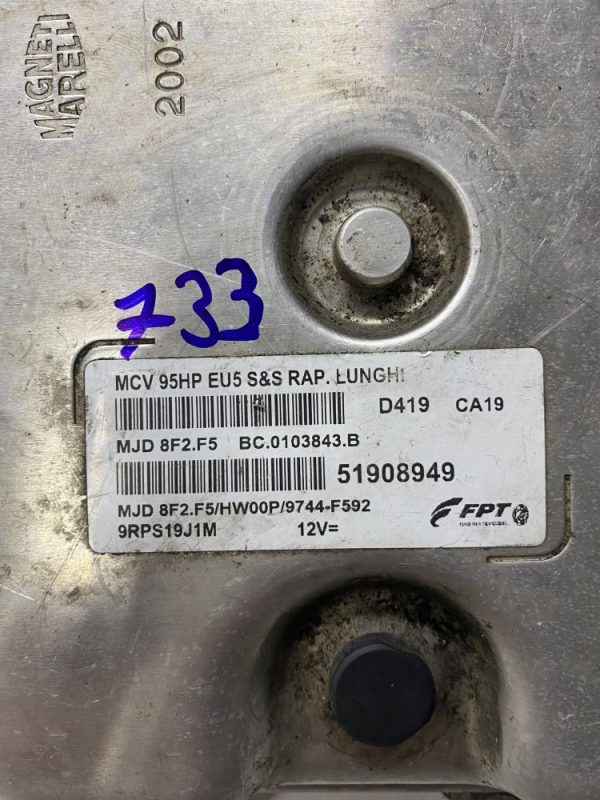 MAGNETI
MARELLI
2002
733
MCV 95HP EU5 S&S RAP. LUNGHI
D419 CA19
MJD 8F2.F5 BC.0103843.B
51908949
MJD 8F2.F5/HW00P/9744-F592
9RPS19J1M 12V=
FPT